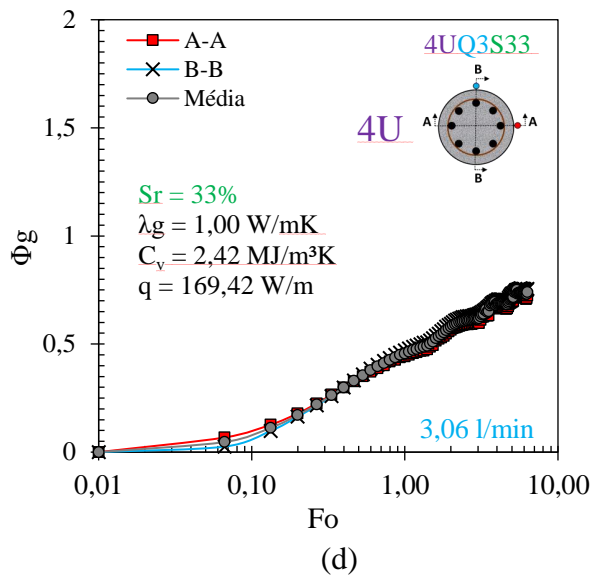 2
1,5
1
0,5
0
Φg
A-A
B-B
Média
4UQ3S33
4U
B
A
A
B
Sr = 33%
λg = 1,00 W/mK
Cv = 2,42 MJ/m³K
q = 169,42 W/m
3,06 l/min
0,01
0,10
1,00
10,00
Fo
(d)